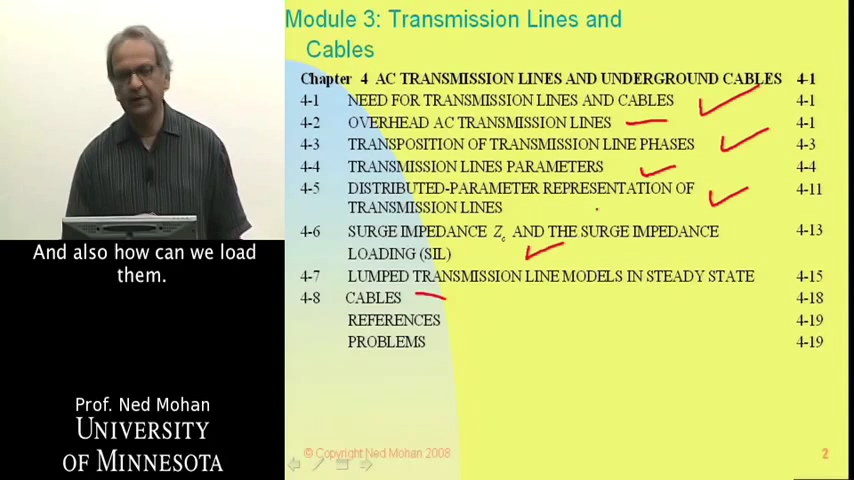 Module 3: Transmission Lines and
Cables
Chapter 4 AC TRANSMISSION LINES AND UNDERGROUND CABLES 4-1
4-1 NEED FOR TRANSMISSION LINES AND CABLES 4-1
4-2 OVERHEAD AC TRANSMISSION LINES 4-1
4-3 TRANSPOSITION OF TRANSMISSION LINE PHASES 4-3
4-4 TRANSMISSION LINES PARAMETERS 4-4
4-5 DISTRIBUTED-PARAMETER REPRESENTATION OF 4-11
TRANSMISSION LINES
4-6 SURGE IMPEDANCE Zc AND THE SURGE IMPEDANCE 4-13
LOADING (SIL)
4-7 LUMPED TRANSMISSION LINE MODELS IN STEADY STATE 4-15
4-8 CABLES 4-18
REFERENCES 4-19
PROBLEMS 4-19
And also how can we load
them.
Prof. Ned Mohan
UNIVERSITY
OF MINNESOTA
© Copyright Ned Mohan 2008 2